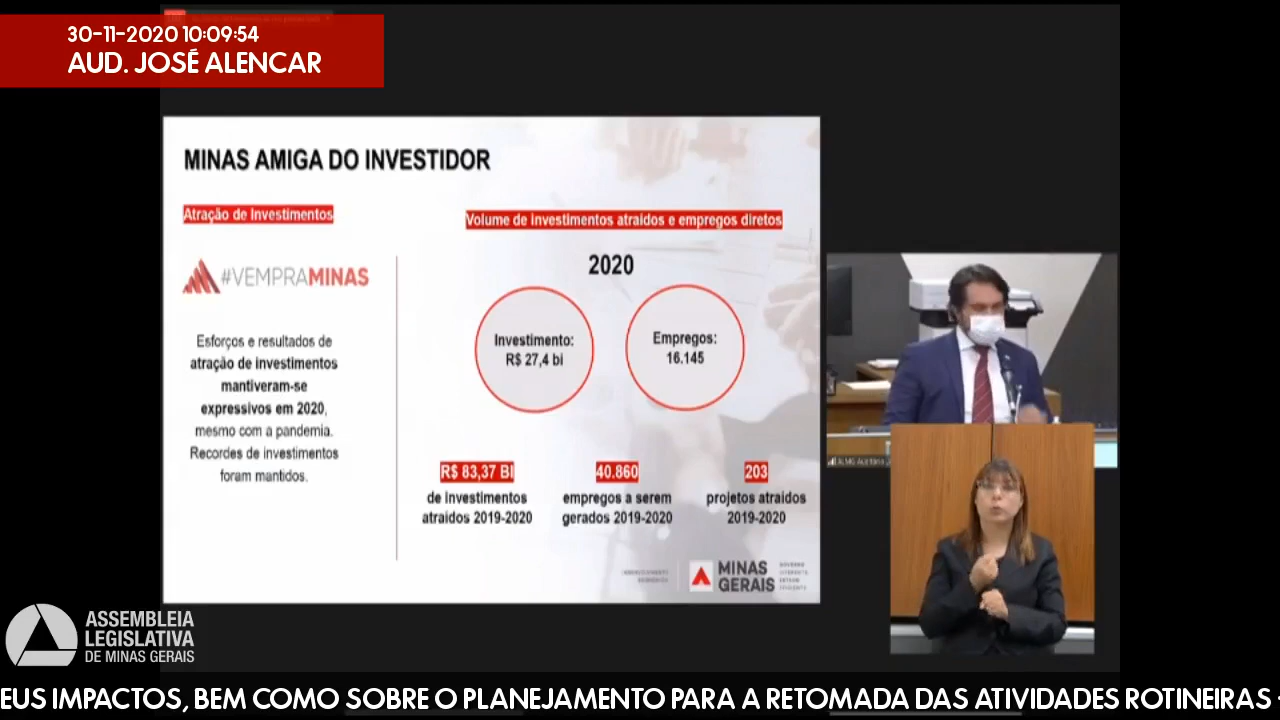 30-11-2020 10:09:54
AUD. JOSÉ ALENCAR
MINAS AMIGA DO INVESTIDOR
Atração de Investimentos
#VEMPRAMINAS
Esforços e resultados de
atração de investimentos
mantiveram-se
expressivos em 2020,
mesmo com a pandemia.
Recordes de investimentos
foram mantidos.
Volume de investimentos atraídos e empregos diretos
2020
Investimento:
R$ 27,4 bi
Empregos:
16.145
R$ 83,37 BI
de investimentos
atraídos 2019-2020
40.860
empregos a serem
gerados 2019-2020
203
projetos atraídos
2019-2020
MINAS
GERAIS
ASSEMBLEIA
LEGISLATIVA
DE MINAS GERAIS
EUS IMPACTOS, BEM COMO SOBRE O PLANEJAMENTO PARA A RETOMADA DAS ATIVIDADES ROTINEIRAS